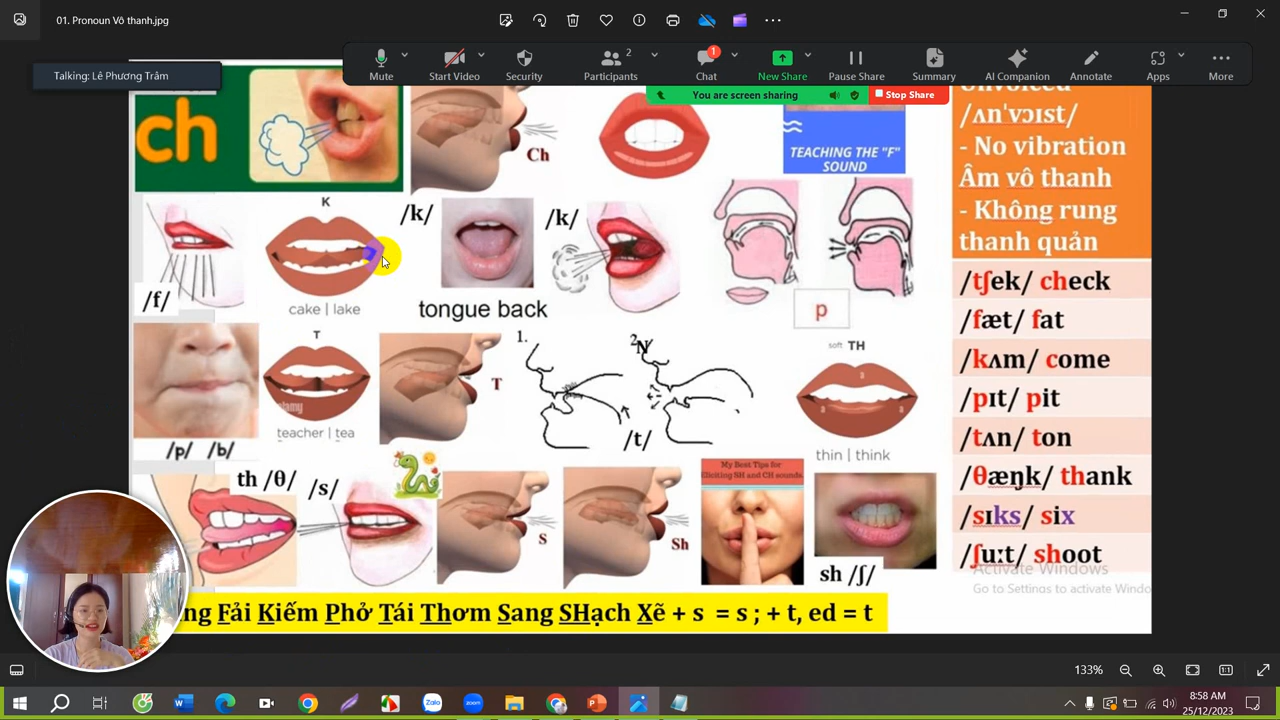 01. Pronoun Vô thanh.jpg
Talking: Lê Phương Trâm
Mute
Start Video
Security
2
Participants
1
Chat
New Share
Pause Share
Summary
AI Companion
Annotate
Apps
More
You are screen sharing
Stop Share
ch
Ch
TEACHING THE "F"
SOUND
Unvoiced
/ʌnˈvɔɪst/
- No vibration
Âm vô thanh
- Không rung
thanh quản
/f/
K
cake | lake
/k/
tongue back
/k/
p
/p/ /b/
T
teacher | tea
T
1.
2
N
/t/
soft TH
thin | think
th /θ/
/s/
S
Sh
My Best Tips for
Eliciting SH and CH sounds
sh /ʃ/
/tʃek/ check
/fæt/ fat
/kʌm/ come
/pɪt/ pit
/tʌn/ ton
/θæŋk/ thank
/sɪks/ six
/ʃuːt/ shoot
Activate Windows
Go to Settings to activate Windo
ng Fải Kiếm Phở Tái Thơm Sang SHạch Xẽ + s = s ; + t, ed = t
133%
Zalo
zoom
8:58 AM
25/12/2023